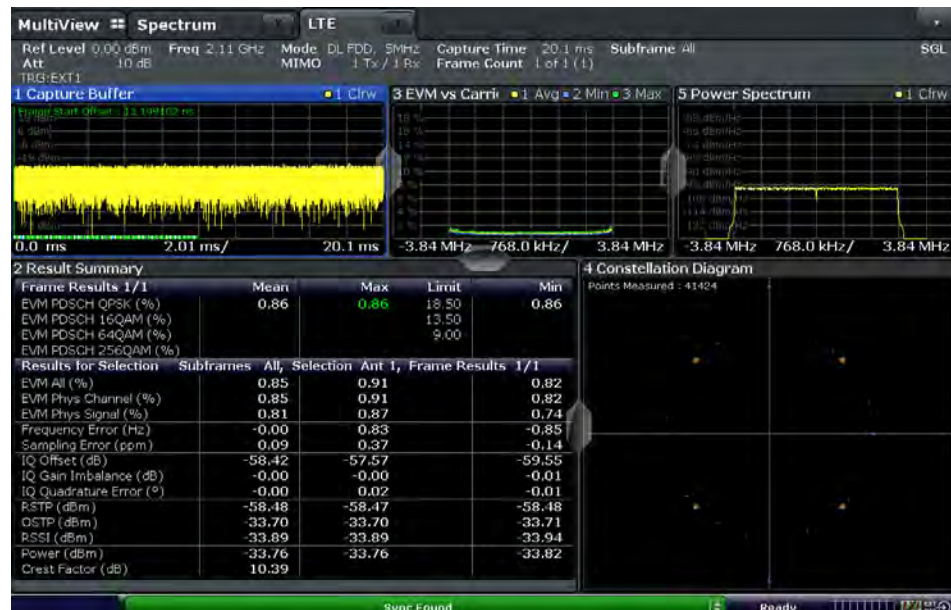 MultiView Spectrum LTE
Ref Level 0.00 dBm Freq 2.11 GHz Mode DL FDD, 5MHz Capture Time 20.1 ms Subframe All SGL
Att 10 dB MIMO 1 Tx / 1 Rx Frame Count 1 of 1 (1)
TRG:EXT1
1 Capture Buffer 1 Clrw
Frame Start Offset :
0.0 ms 2.01 ms/ 20.1 ms
3 EVM vs Carri 1 Avg 2 Min 3 Max
-3.84 MHz 768.0 kHz/ 3.84 MHz
5 Power Spectrum 1 Clrw
-3.84 MHz 768.0 kHz/ 3.84 MHz
2 Result Summary
Frame Results 1/1 Mean Max Limit Min
EVM PDSCH QPSK (%) 0.86 0.86 18.50 0.86
EVM PDSCH 16QAM (%) 13.50
EVM PDSCH 64QAM (%) 9.00
EVM PDSCH 256QAM (%)
Results for Selection Subframes All, Selection Ant 1, Frame Results 1/1
EVM All (%) 0.85 0.91 0.82
EVM Phys Channel (%) 0.85 0.91 0.82
EVM Phys Signal (%) 0.81 0.87 0.74
Frequency Error (Hz) -0.00 0.83 -0.85
Sampling Error (ppm) 0.09 0.37 -0.14
IQ Offset (dB) -58.42 -57.57 -59.55
IQ Gain Imbalance (dB) -0.00 -0.00 -0.01
IQ Quadrature Error (°) -0.00 0.02 -0.01
RSTP (dBm) -58.48 -58.47 -58.48
OSTP (dBm) -33.70 -33.70 -33.71
RSSI (dBm) -33.89 -33.89 -33.94
Power (dBm) -33.76 -33.76 -33.82
Crest Factor (dB) 10.39
4 Constellation Diagram
Points Measured : 41424
Sync Found Ready